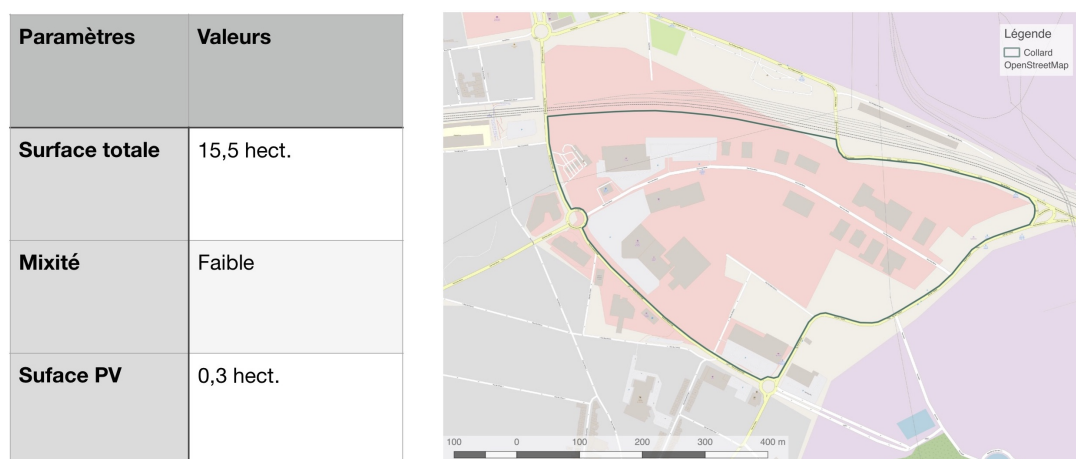 Paramètres Valeurs
Surface totale 15,5 hect.
Mixité Faible
Suface PV 0,3 hect.
Légende
Collard
OpenStreetMap
100 0 100 200 300 400 m